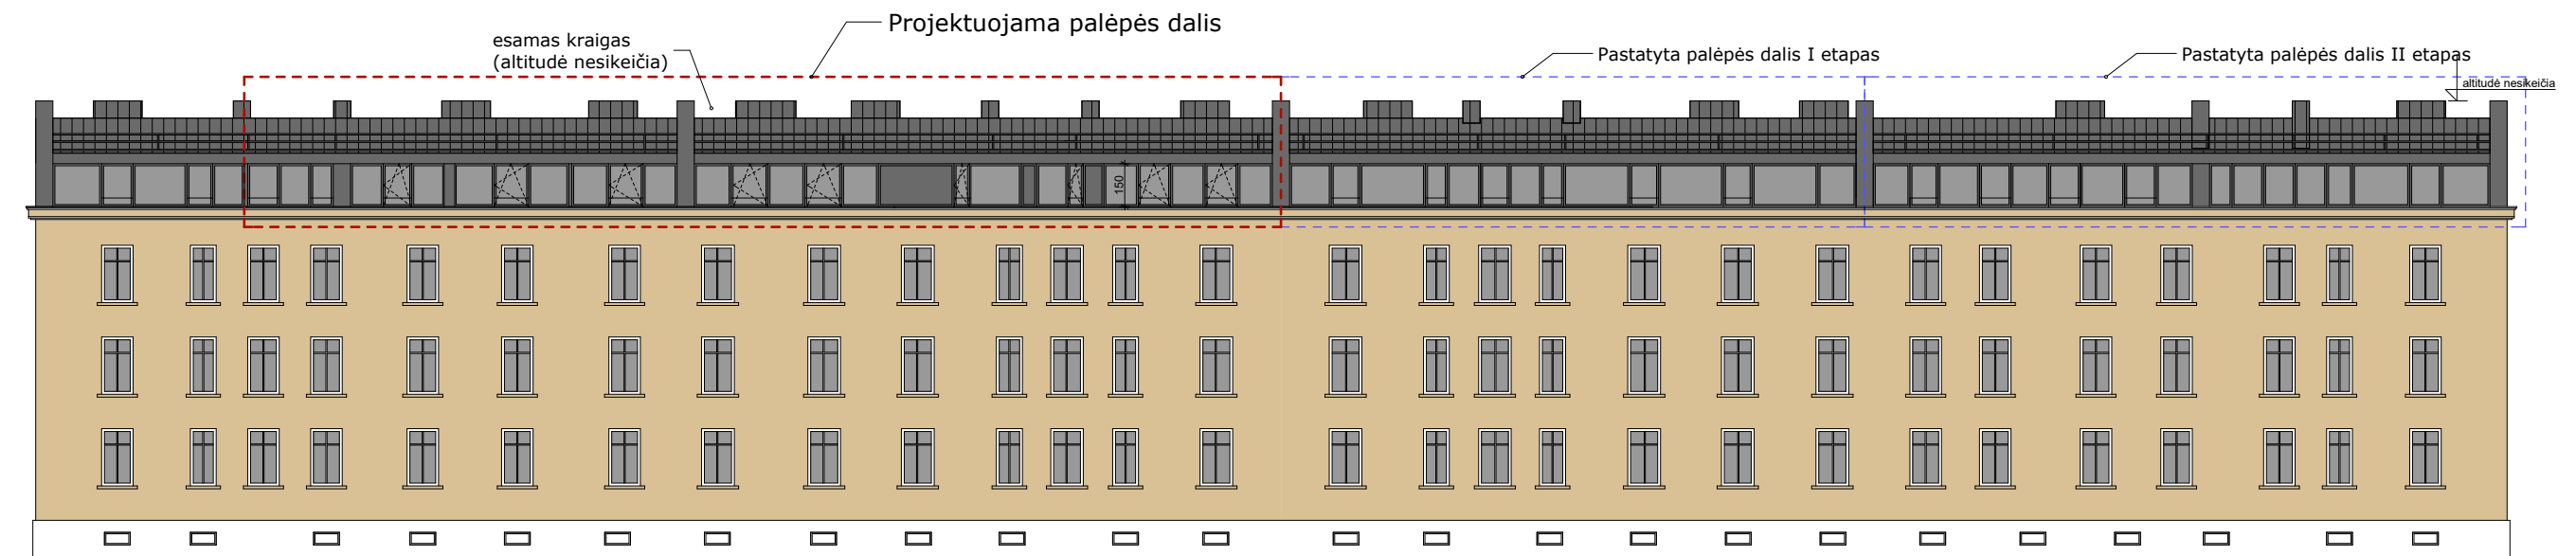 Projektuojama palėpės dalis
esamas kraigas
(altitudė nesikeičia)
Pastatyta palėpės dalis I etapas
Pastatyta palėpės dalis II etapas
altitudė nesikeičia
150